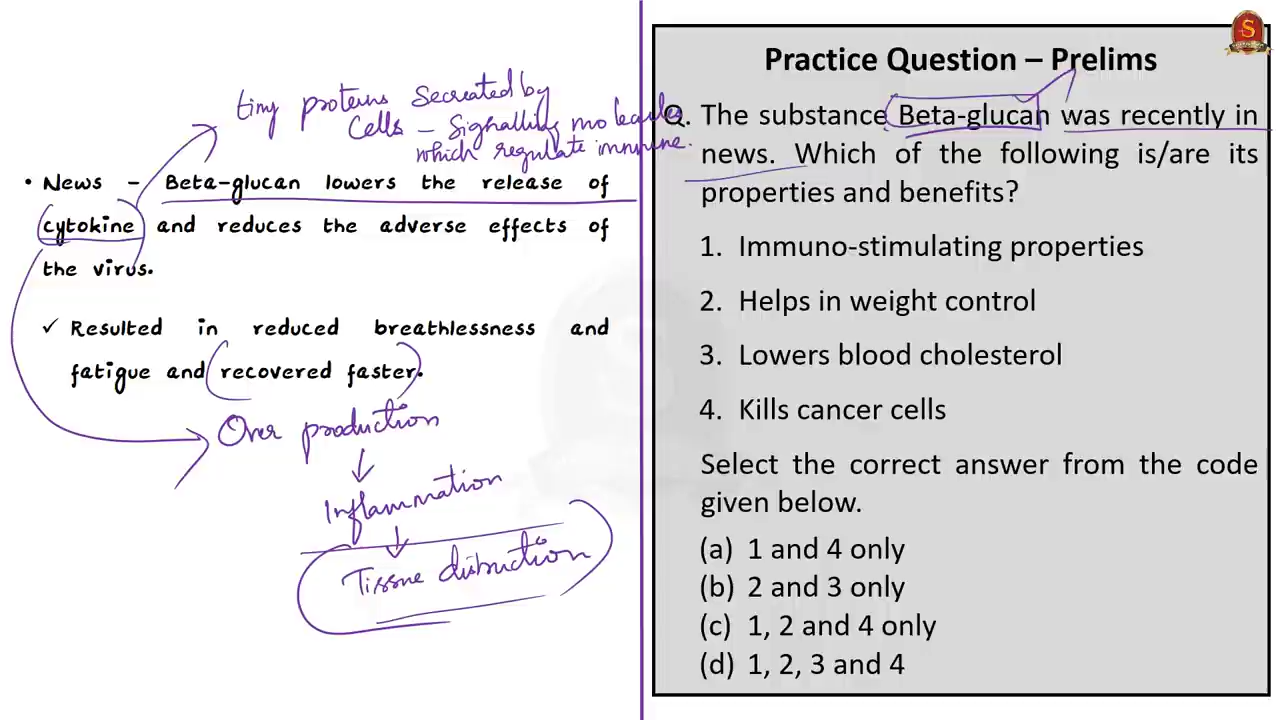 tiny proteins Secreated by
Cells - Signalling molecules
which regulate immune.
• News – Beta-glucan lowers the release of
cytokine and reduces the adverse effects of
the virus.
✓ Resulted in reduced breathlessness and
fatigue and recovered faster.
Over production
↓
Inflammation
↓
Tissue distruction
Practice Question – Prelims
Q. The substance Beta-glucan was recently in
news. Which of the following is/are its
properties and benefits?
1. Immuno-stimulating properties
2. Helps in weight control
3. Lowers blood cholesterol
4. Kills cancer cells
Select the correct answer from the code
given below.
(a) 1 and 4 only
(b) 2 and 3 only
(c) 1, 2 and 4 only
(d) 1, 2, 3 and 4
S